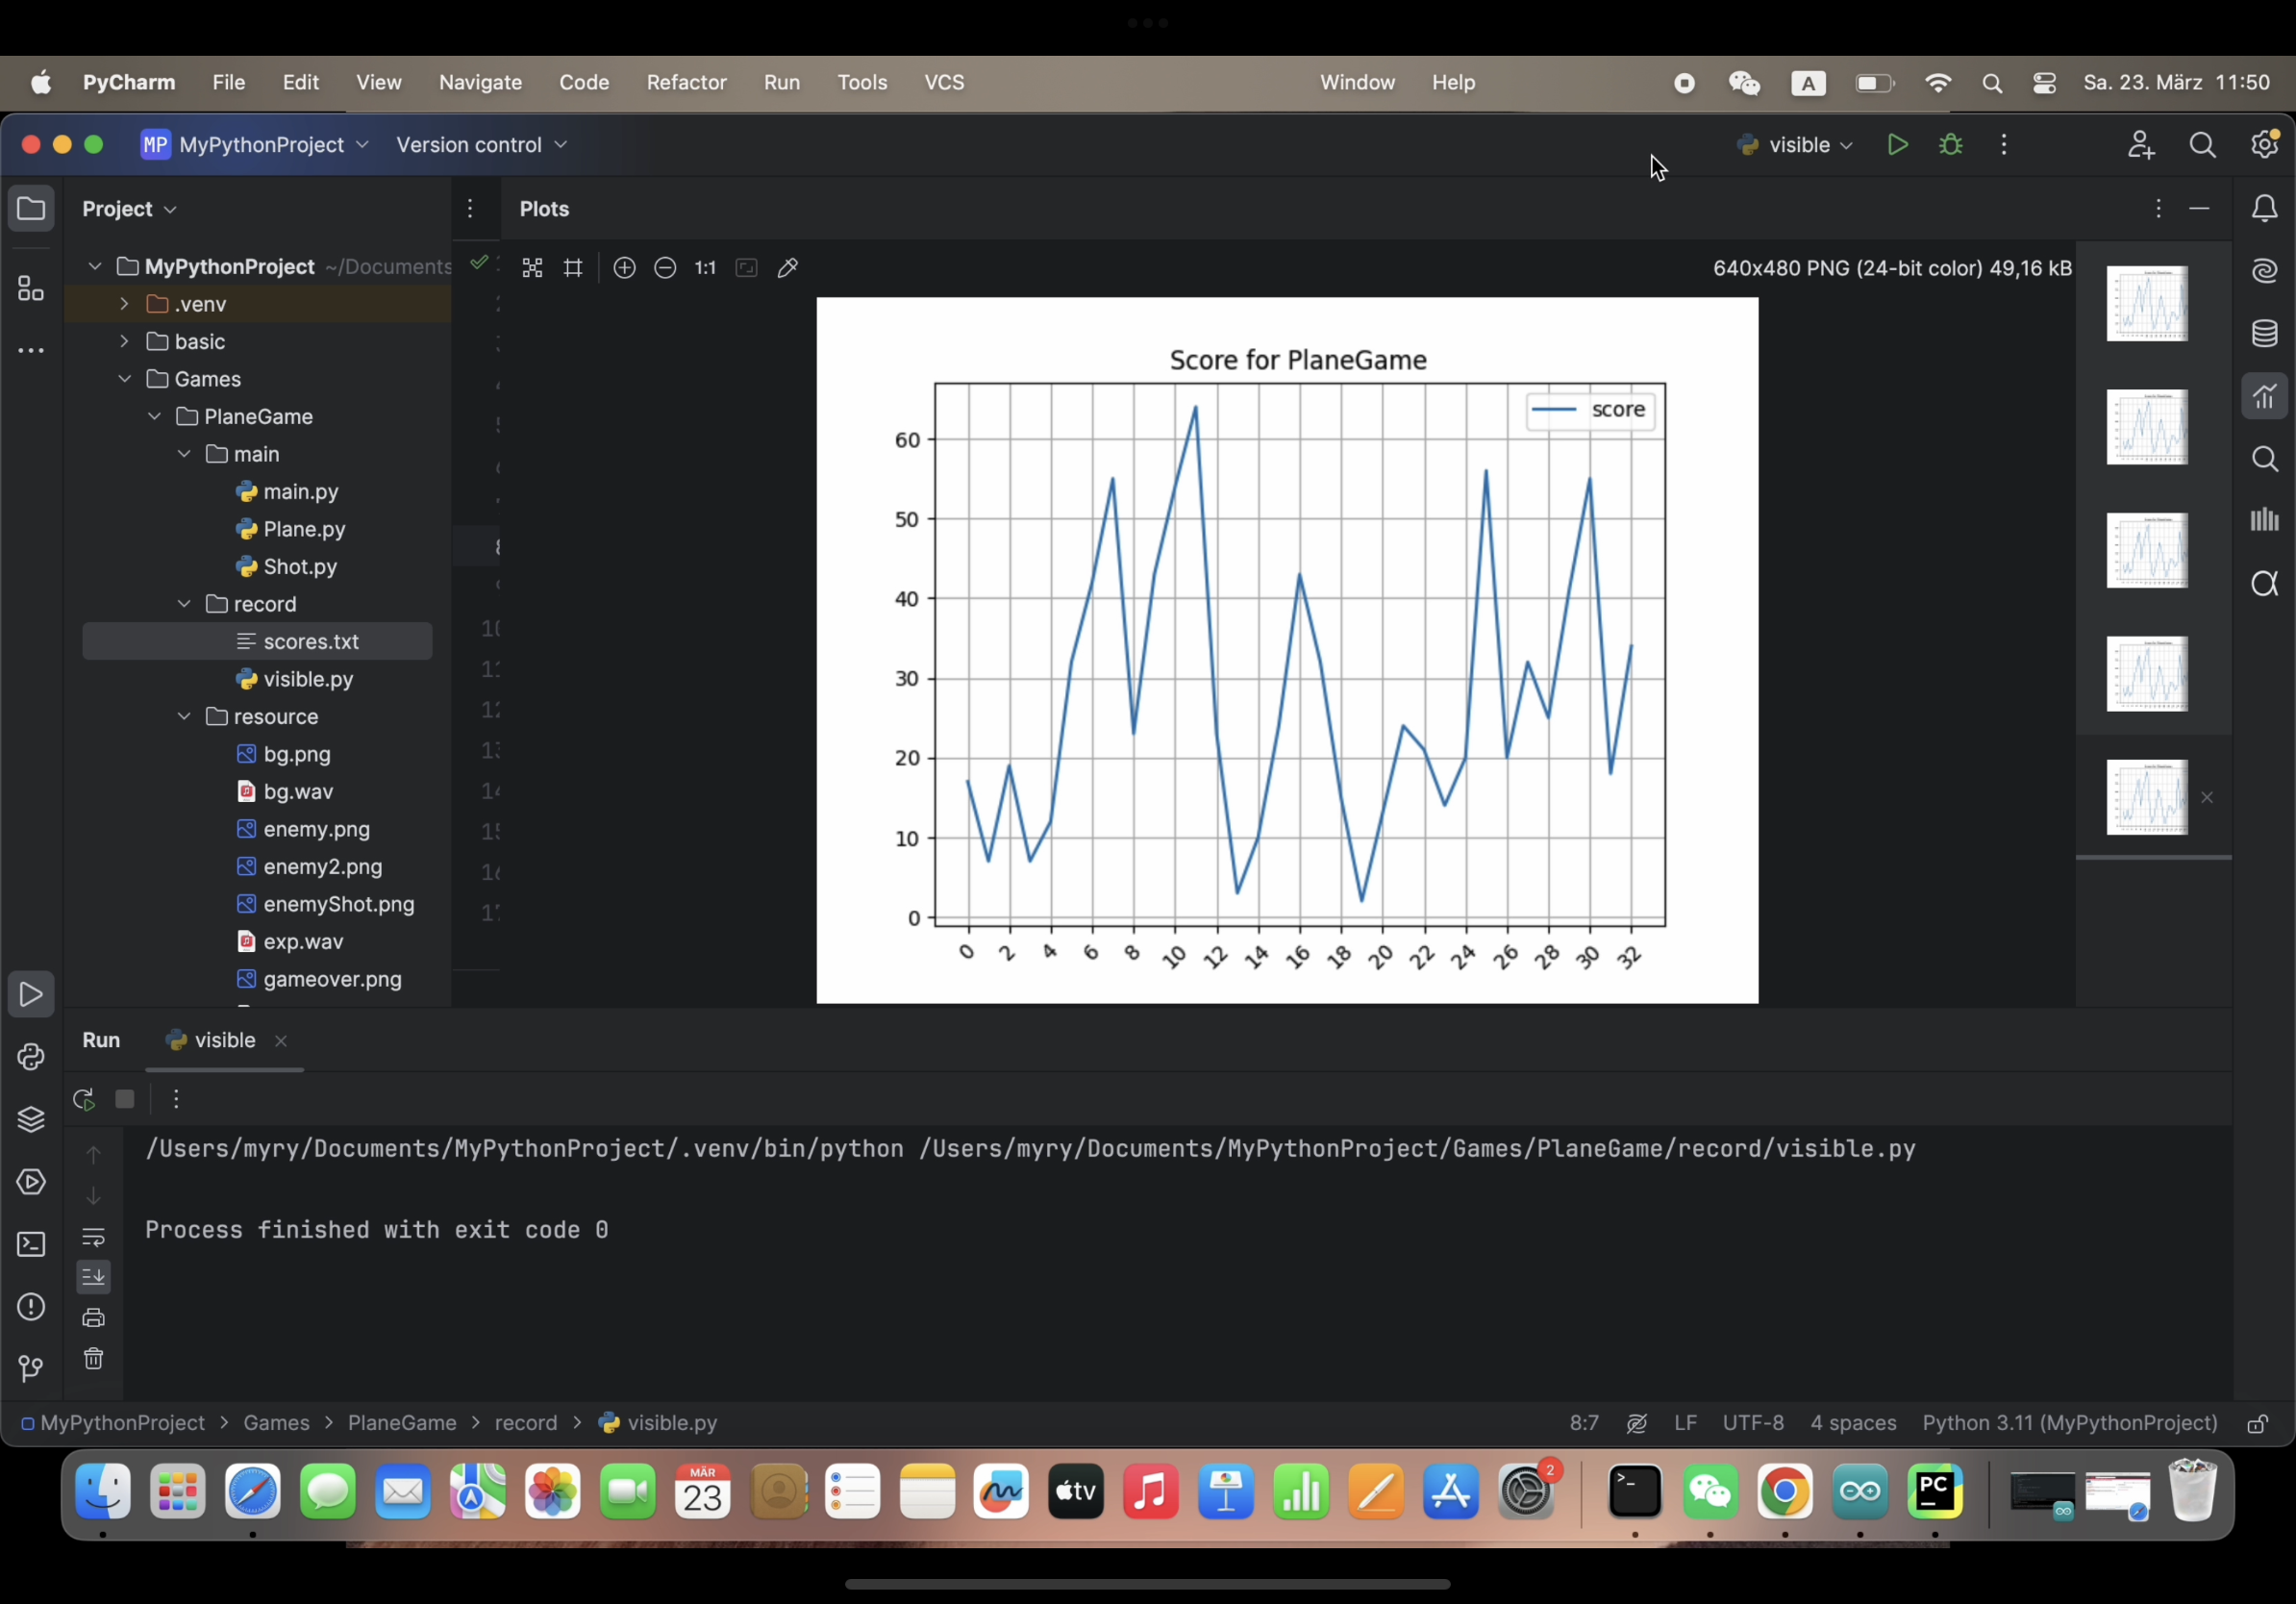 PyCharm File Edit View Navigate Code Refactor Run Tools VCS Window Help A Sa. 23. März 11:50
MP MyPythonProject Version control visible
Project Plots
MyPythonProject ~/Documents 1:1 640x480 PNG (24-bit color) 49,16 kB
.venv
basic
Games
PlaneGame
main
main.py
Plane.py
Shot.py
record
scores.txt
visible.py
resource
bg.png
bg.wav
enemy.png
enemy2.png
enemyShot.png
exp.wav
gameover.png
Score for PlaneGame
score
60
50
40
30
20
10
0
0 2 4 6 8 10 12 14 16 18 20 22 24 26 28 30 32
Run visible
/Users/myry/Documents/MyPythonProject/.venv/bin/python /Users/myry/Documents/MyPythonProject/Games/PlaneGame/record/visible.py
Process finished with exit code 0
MyPythonProject > Games > PlaneGame > record > visible.py 8:7 LF UTF-8 4 spaces Python 3.11 (MyPythonProject)
MÄR
23
tv
2
PC